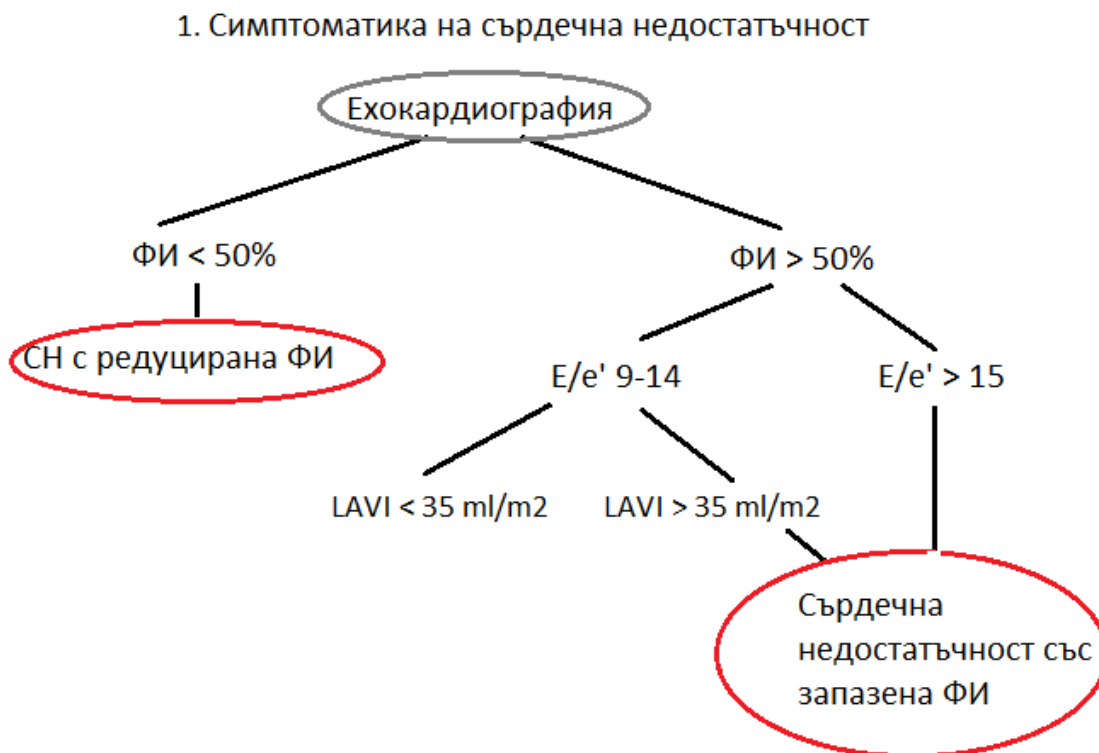 1. Симптоматика на сърдечна недостатъчност
Ехокардиография
ФИ < 50%
ФИ > 50%
СН с редуцирана ФИ
E/e' 9-14
E/e' > 15
LAVI < 35 ml/m2
LAVI > 35 ml/m2
Сърдечна
недостатъчност със
запазена ФИ